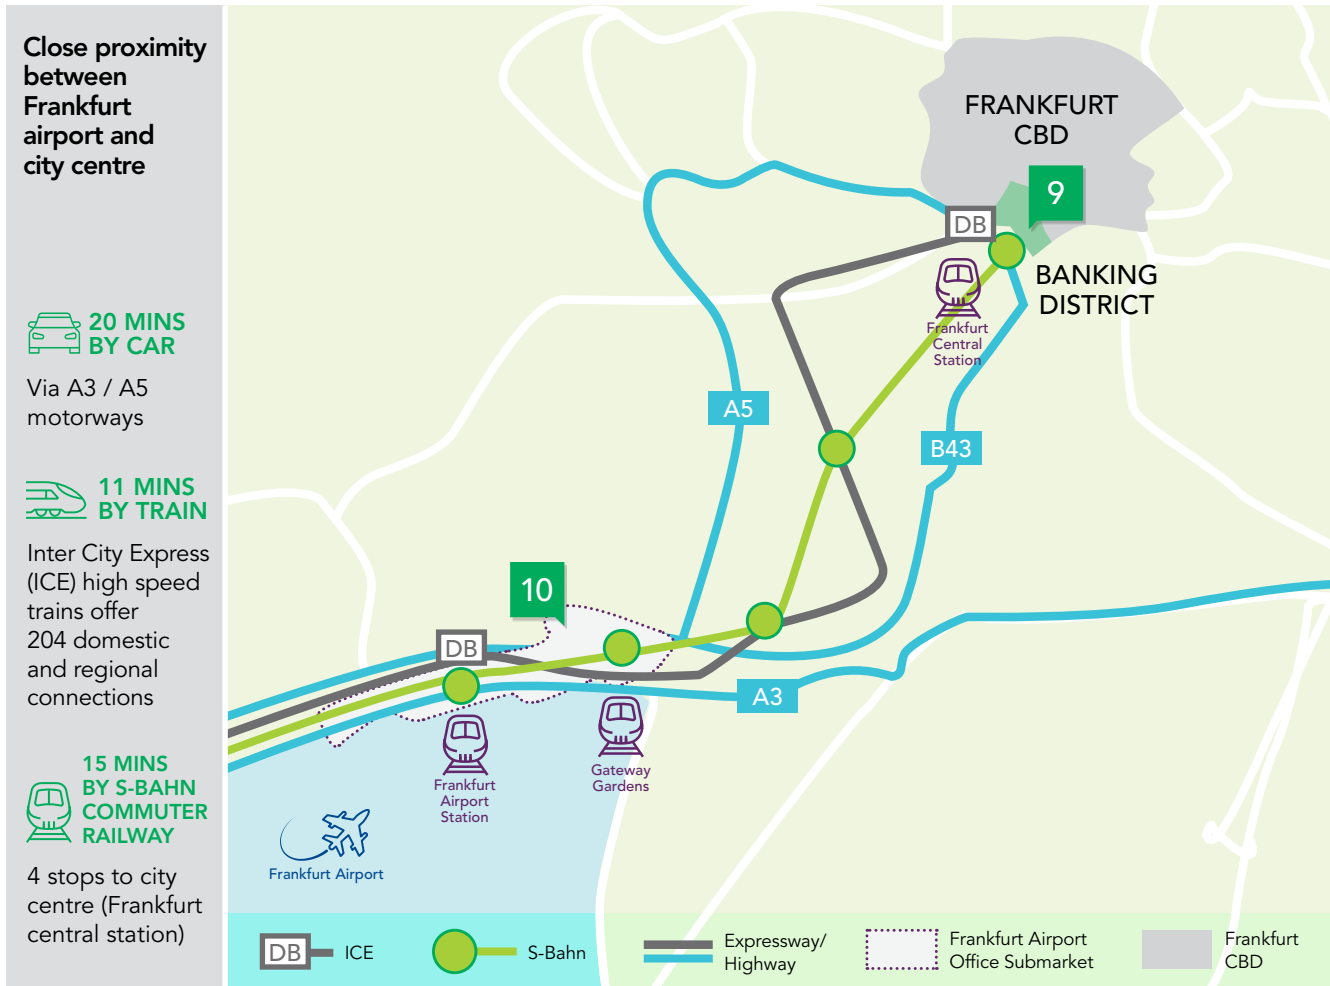 Close proximity
between
Frankfurt
airport and
city centre
20 MINS
BY CAR
Via A3 / A5
motorways
11 MINS
BY TRAIN
Inter City Express
(ICE) high speed
trains offer
204 domestic
and regional
connections
15 MINS
BY S-BAHN
COMMUTER
RAILWAY
4 stops to city
centre (Frankfurt
central station)
FRANKFURT
CBD
9
DB
BANKING
DISTRICT
Frankfurt
Central
Station
A5
B43
10
DB
A3
Frankfurt
Airport
Station
Gateway
Gardens
Frankfurt Airport
DB
ICE
S-Bahn
Expressway/
Highway
Frankfurt Airport
Office Submarket
Frankfurt
CBD